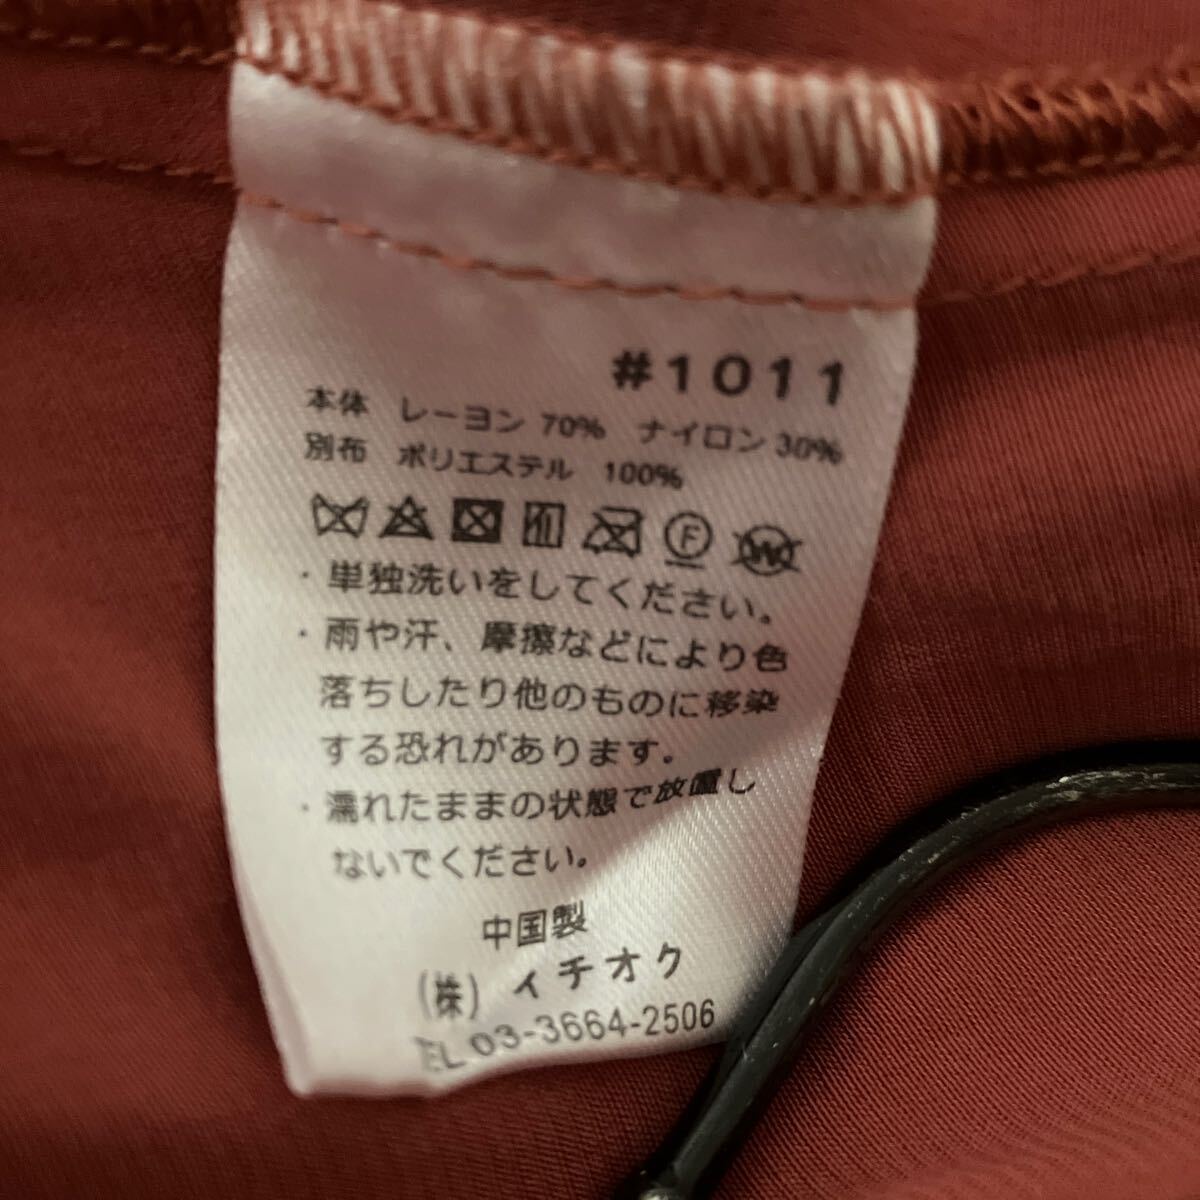 #1011
本体 レーヨン 70% ナイロン 30%
別布 ポリエステル 100%
F W
・単独洗いをしてください。
・雨や汗、摩擦などにより色
落ちしたり他のものに移染
する恐れがあります。
・濡れたままの状態で放置し
ないでください。
中国製
(株) イチオク
TEL 03-3664-2506